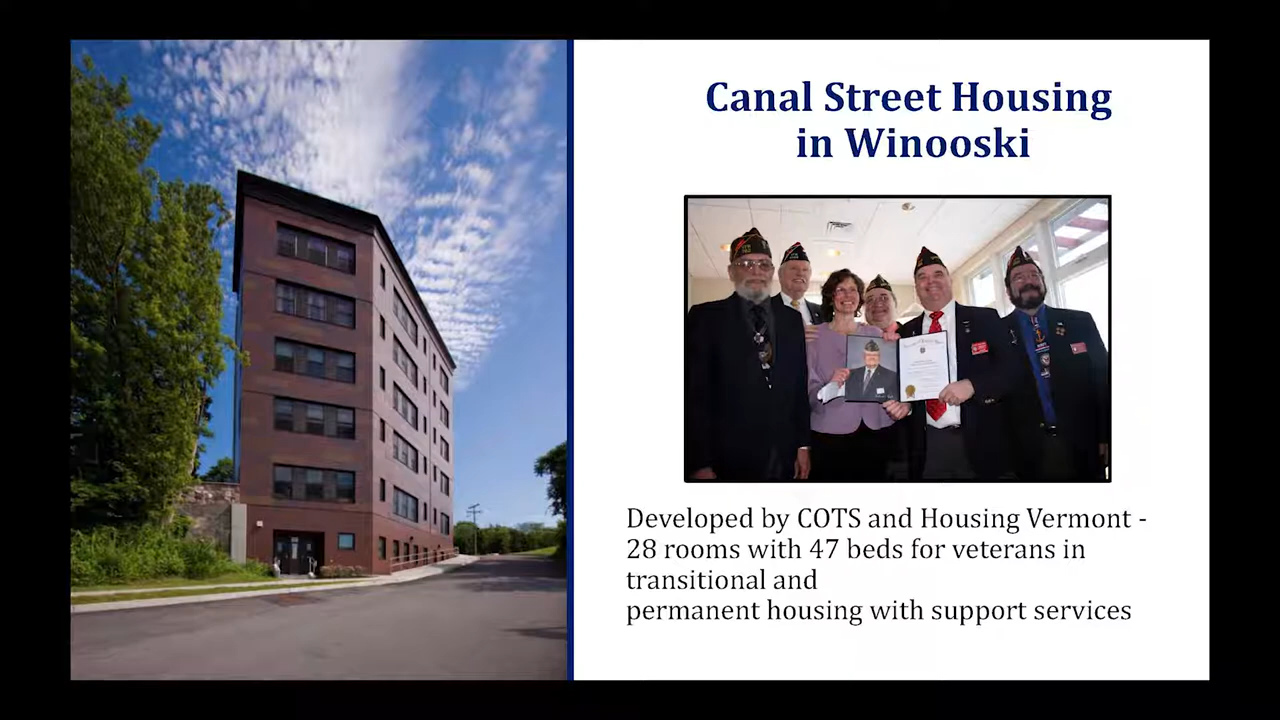 Canal Street Housing
in Winooski
Developed by COTS and Housing Vermont -
28 rooms with 47 beds for veterans in
transitional and
permanent housing with support services